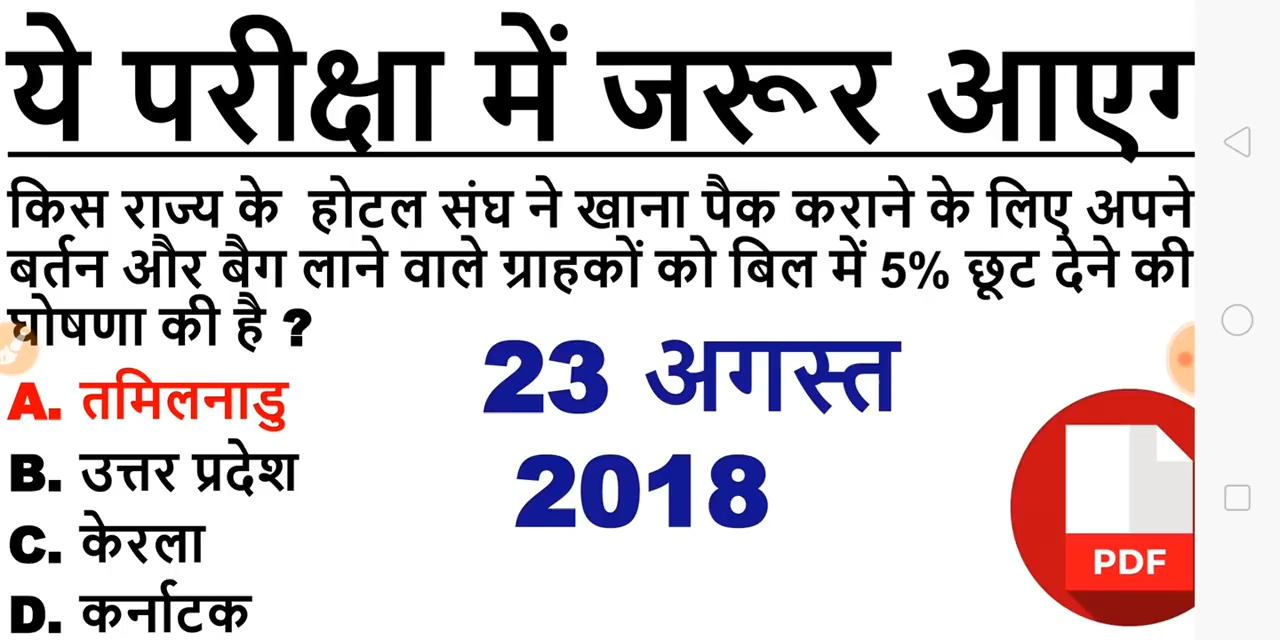 ये परीक्षा में जरूर आएग
किस राज्य के होटल संघ ने खाना पैक कराने के लिए अपने
बर्तन और बैग लाने वाले ग्राहकों को बिल में 5% छूट देने की
घोषणा की है ?
A. तमिलनाडु
B. उत्तर प्रदेश
C. केरला
D. कर्नाटक
23 अगस्त
2018
PDF